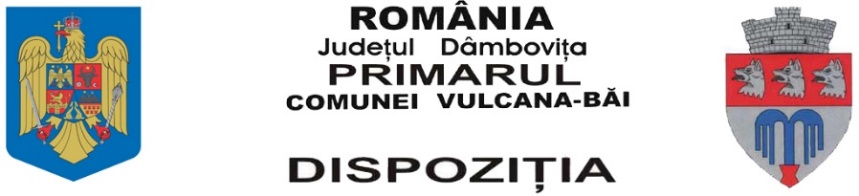 ROMÂNIA
Județul Dâmbovița
PRIMARUL
COMUNEI VULCANA-BĂI
DISPOZIȚIA